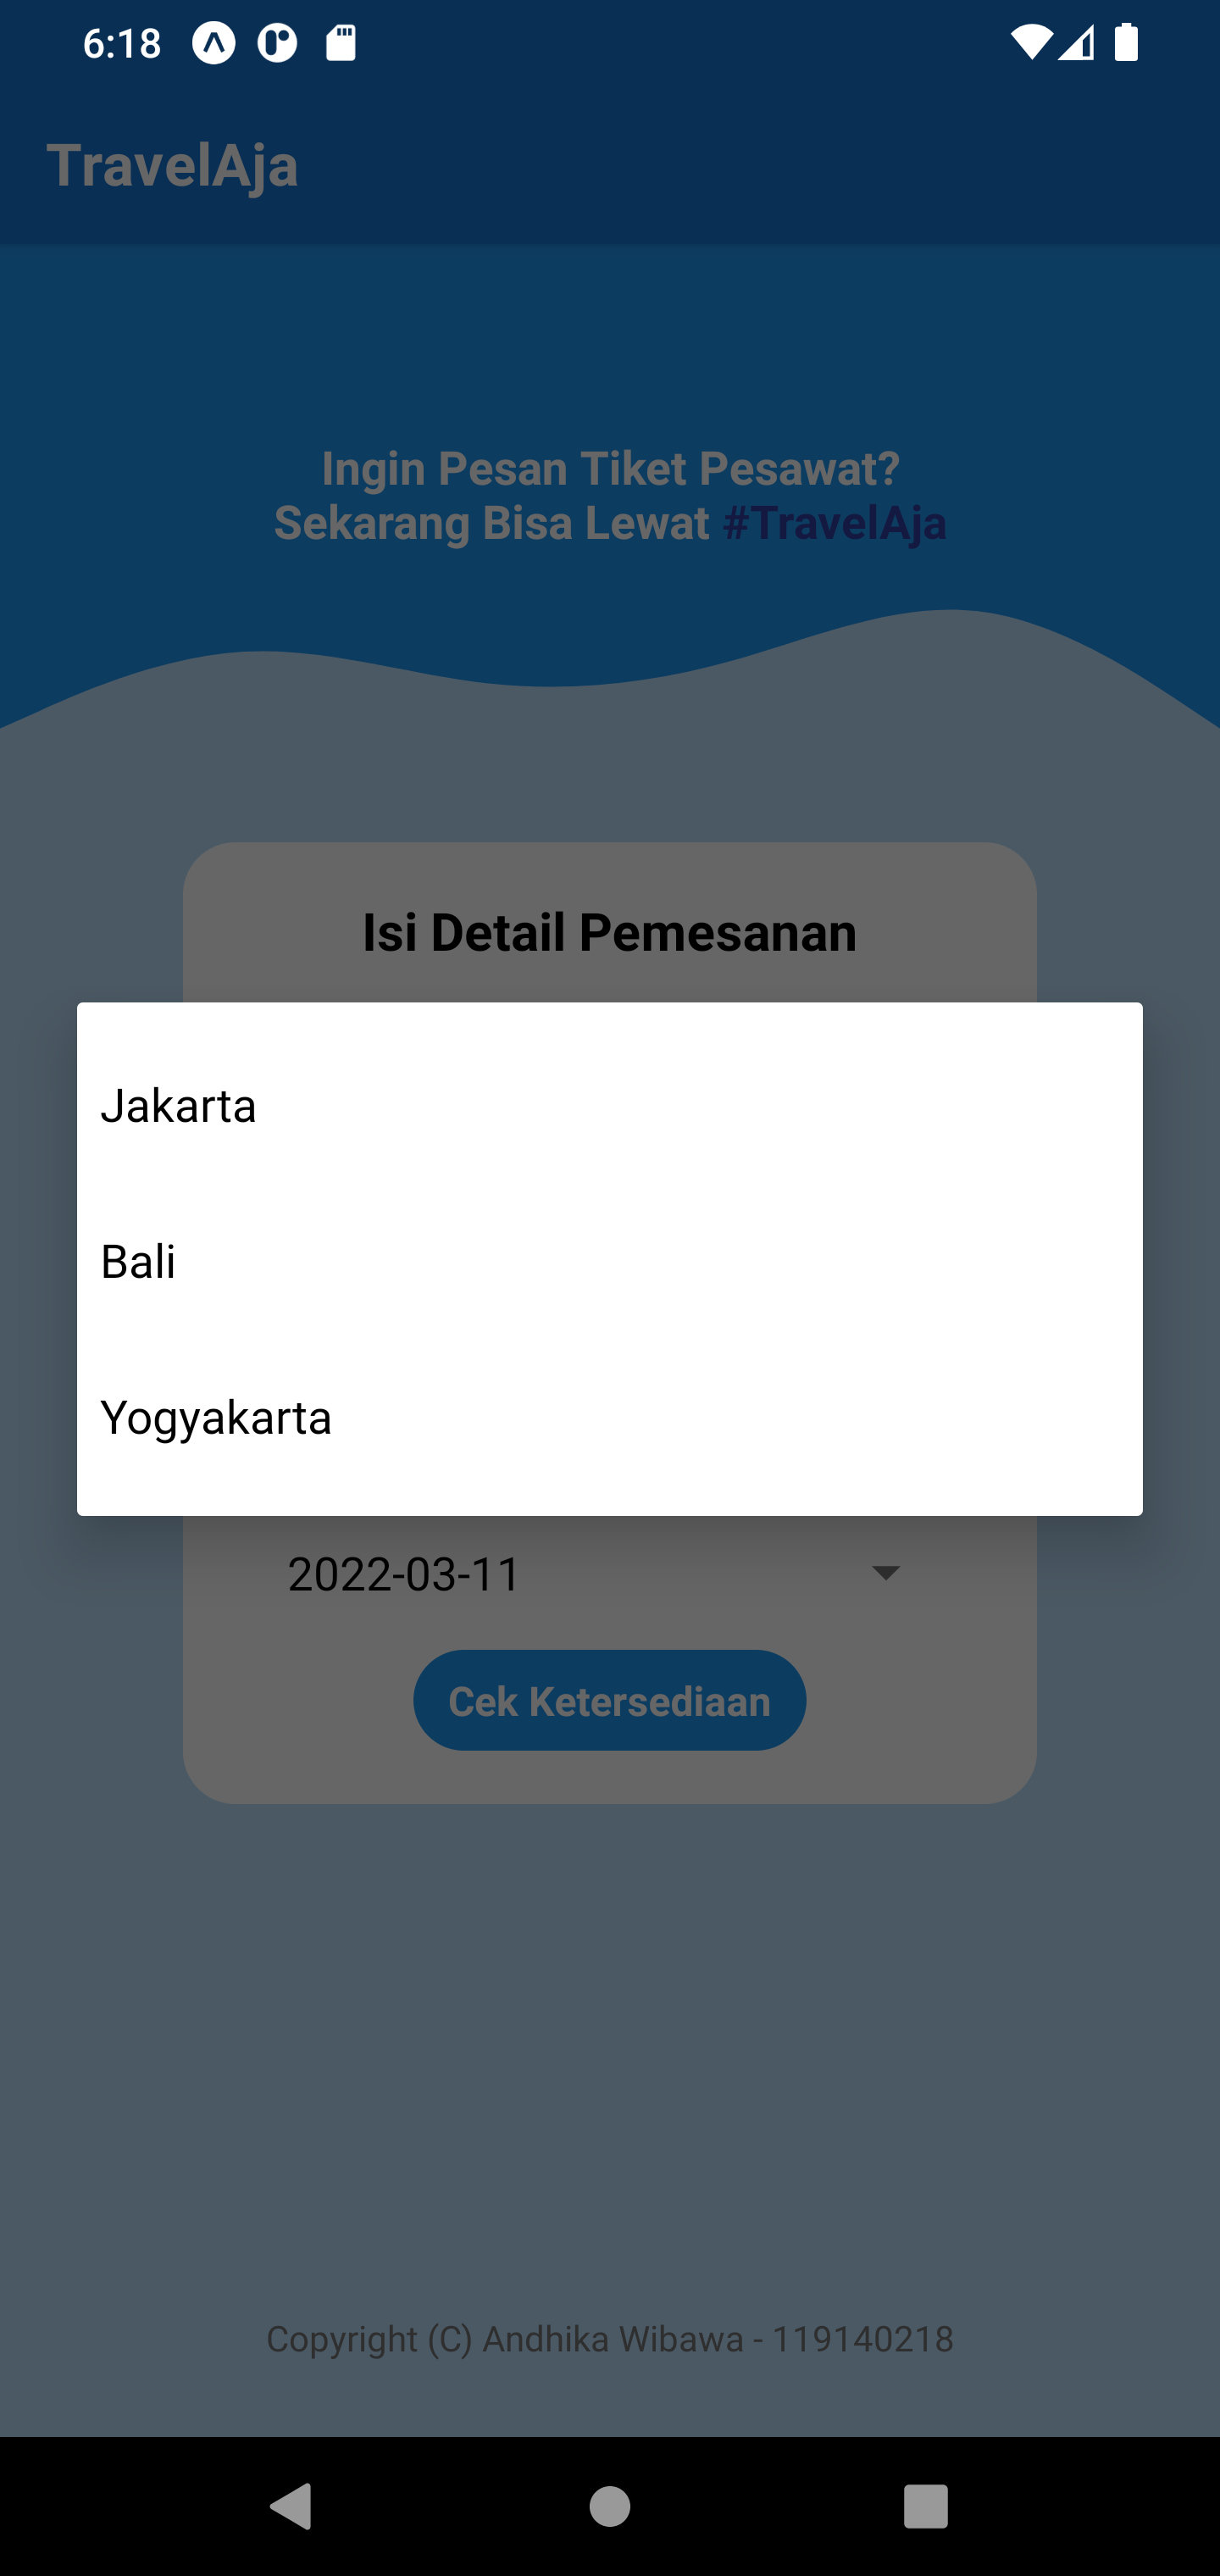 6:18
TravelAja
Ingin Pesan Tiket Pesawat?
Sekarang Bisa Lewat #TravelAja
Isi Detail Pemesanan
Jakarta
Bali
Yogyakarta
2022-03-11
Cek Ketersediaan
Copyright (C) Andhika Wibawa - 119140218